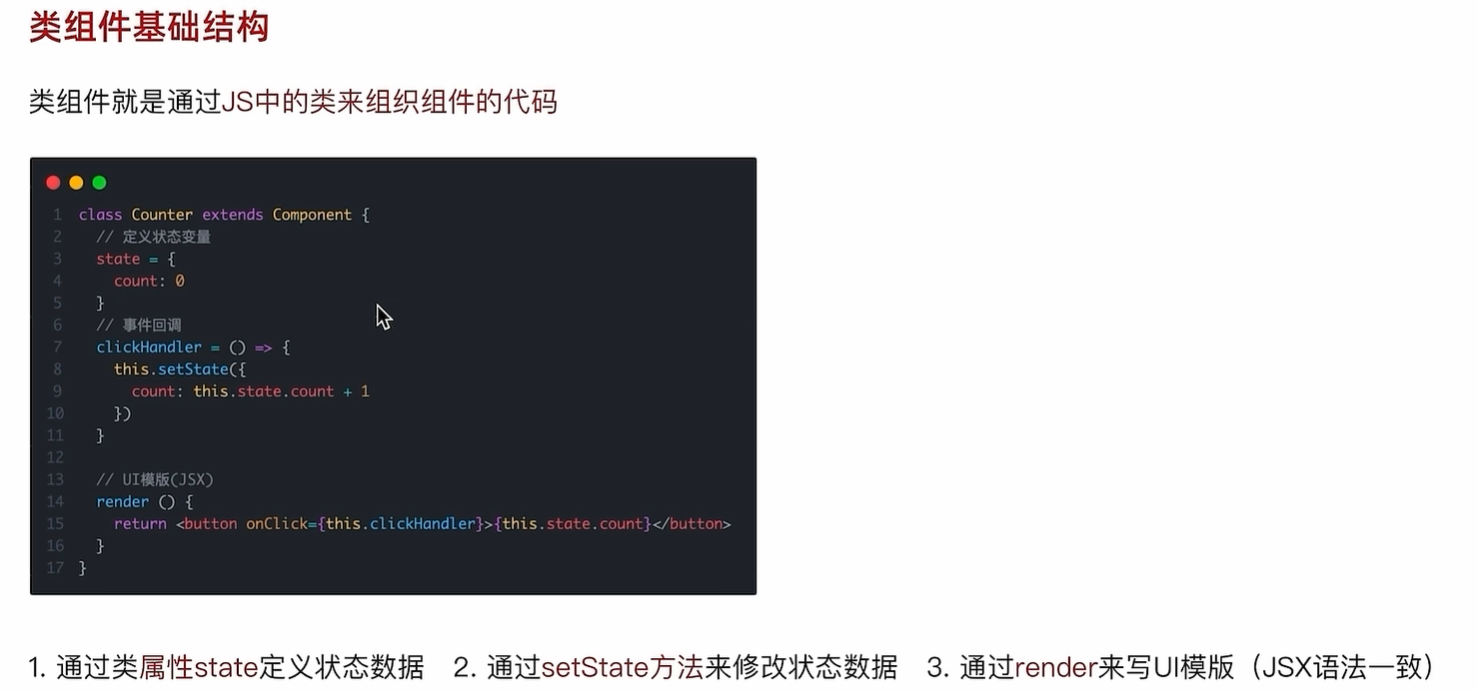 类组件基础结构
类组件就是通过JS中的类来组织组件的代码
1 class Counter extends Component {
2 // 定义状态变量
3 state = {
4 count: 0
5 }
6 // 事件回调
7 clickHandler = () => {
8 this.setState({
9 count: this.state.count + 1
10 })
11 }
12
13 // UI模版(JSX)
14 render () {
15 return <button onClick={this.clickHandler}>{this.state.count}</button>
16 }
17 }
1. 通过类属性state定义状态数据 2. 通过setState方法来修改状态数据 3. 通过render来写UI模版（JSX语法一致）